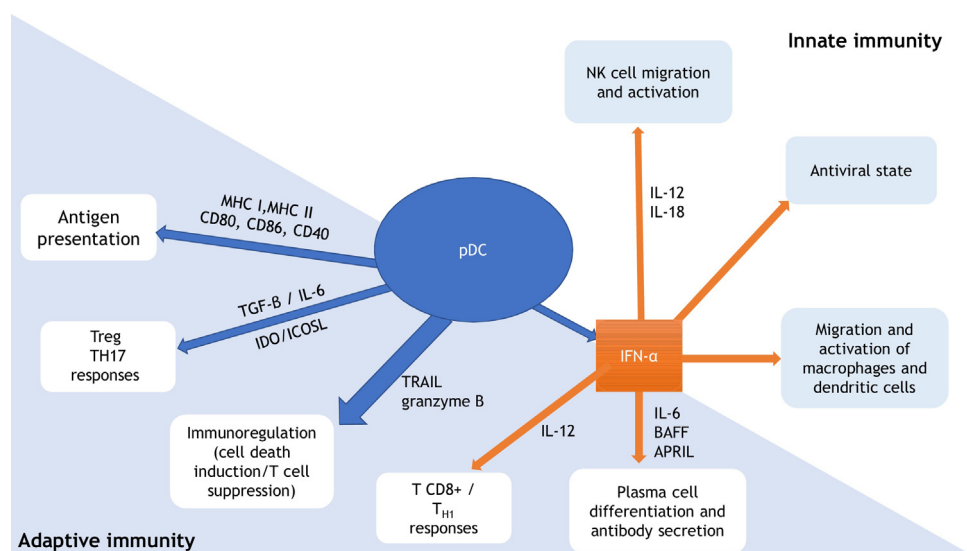 Innate immunity
NK cell migration
and activation
Antiviral state
IL-12
IL-18
MHC I,MHC II
CD80, CD86, CD40
Antigen
presentation
pDC
TGF-β / IL-6
IDO/ICOSL
Treg
TH17
responses
IFN-α
Migration and
activation of
macrophages and
dendritic cells
TRAIL
granzyme B
IL-12
IL-6
BAFF
APRIL
Immunoregulation
(cell death
induction/T cell
suppression)
T CD8+ /
TH1
responses
Plasma cell
differentiation and
antibody secretion
Adaptive immunity